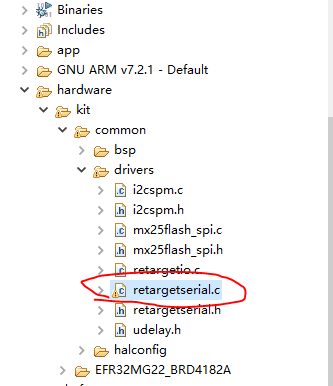 Binaries
Includes
app
GNU ARM v7.2.1 - Default
hardware
kit
common
bsp
drivers
i2cspm.c
i2cspm.h
mx25flash_spi.c
mx25flash_spi.h
retargetio.c
retargetserial.c
retargetserial.h
udelay.h
halconfig
EFR32MG22_BRD4182A